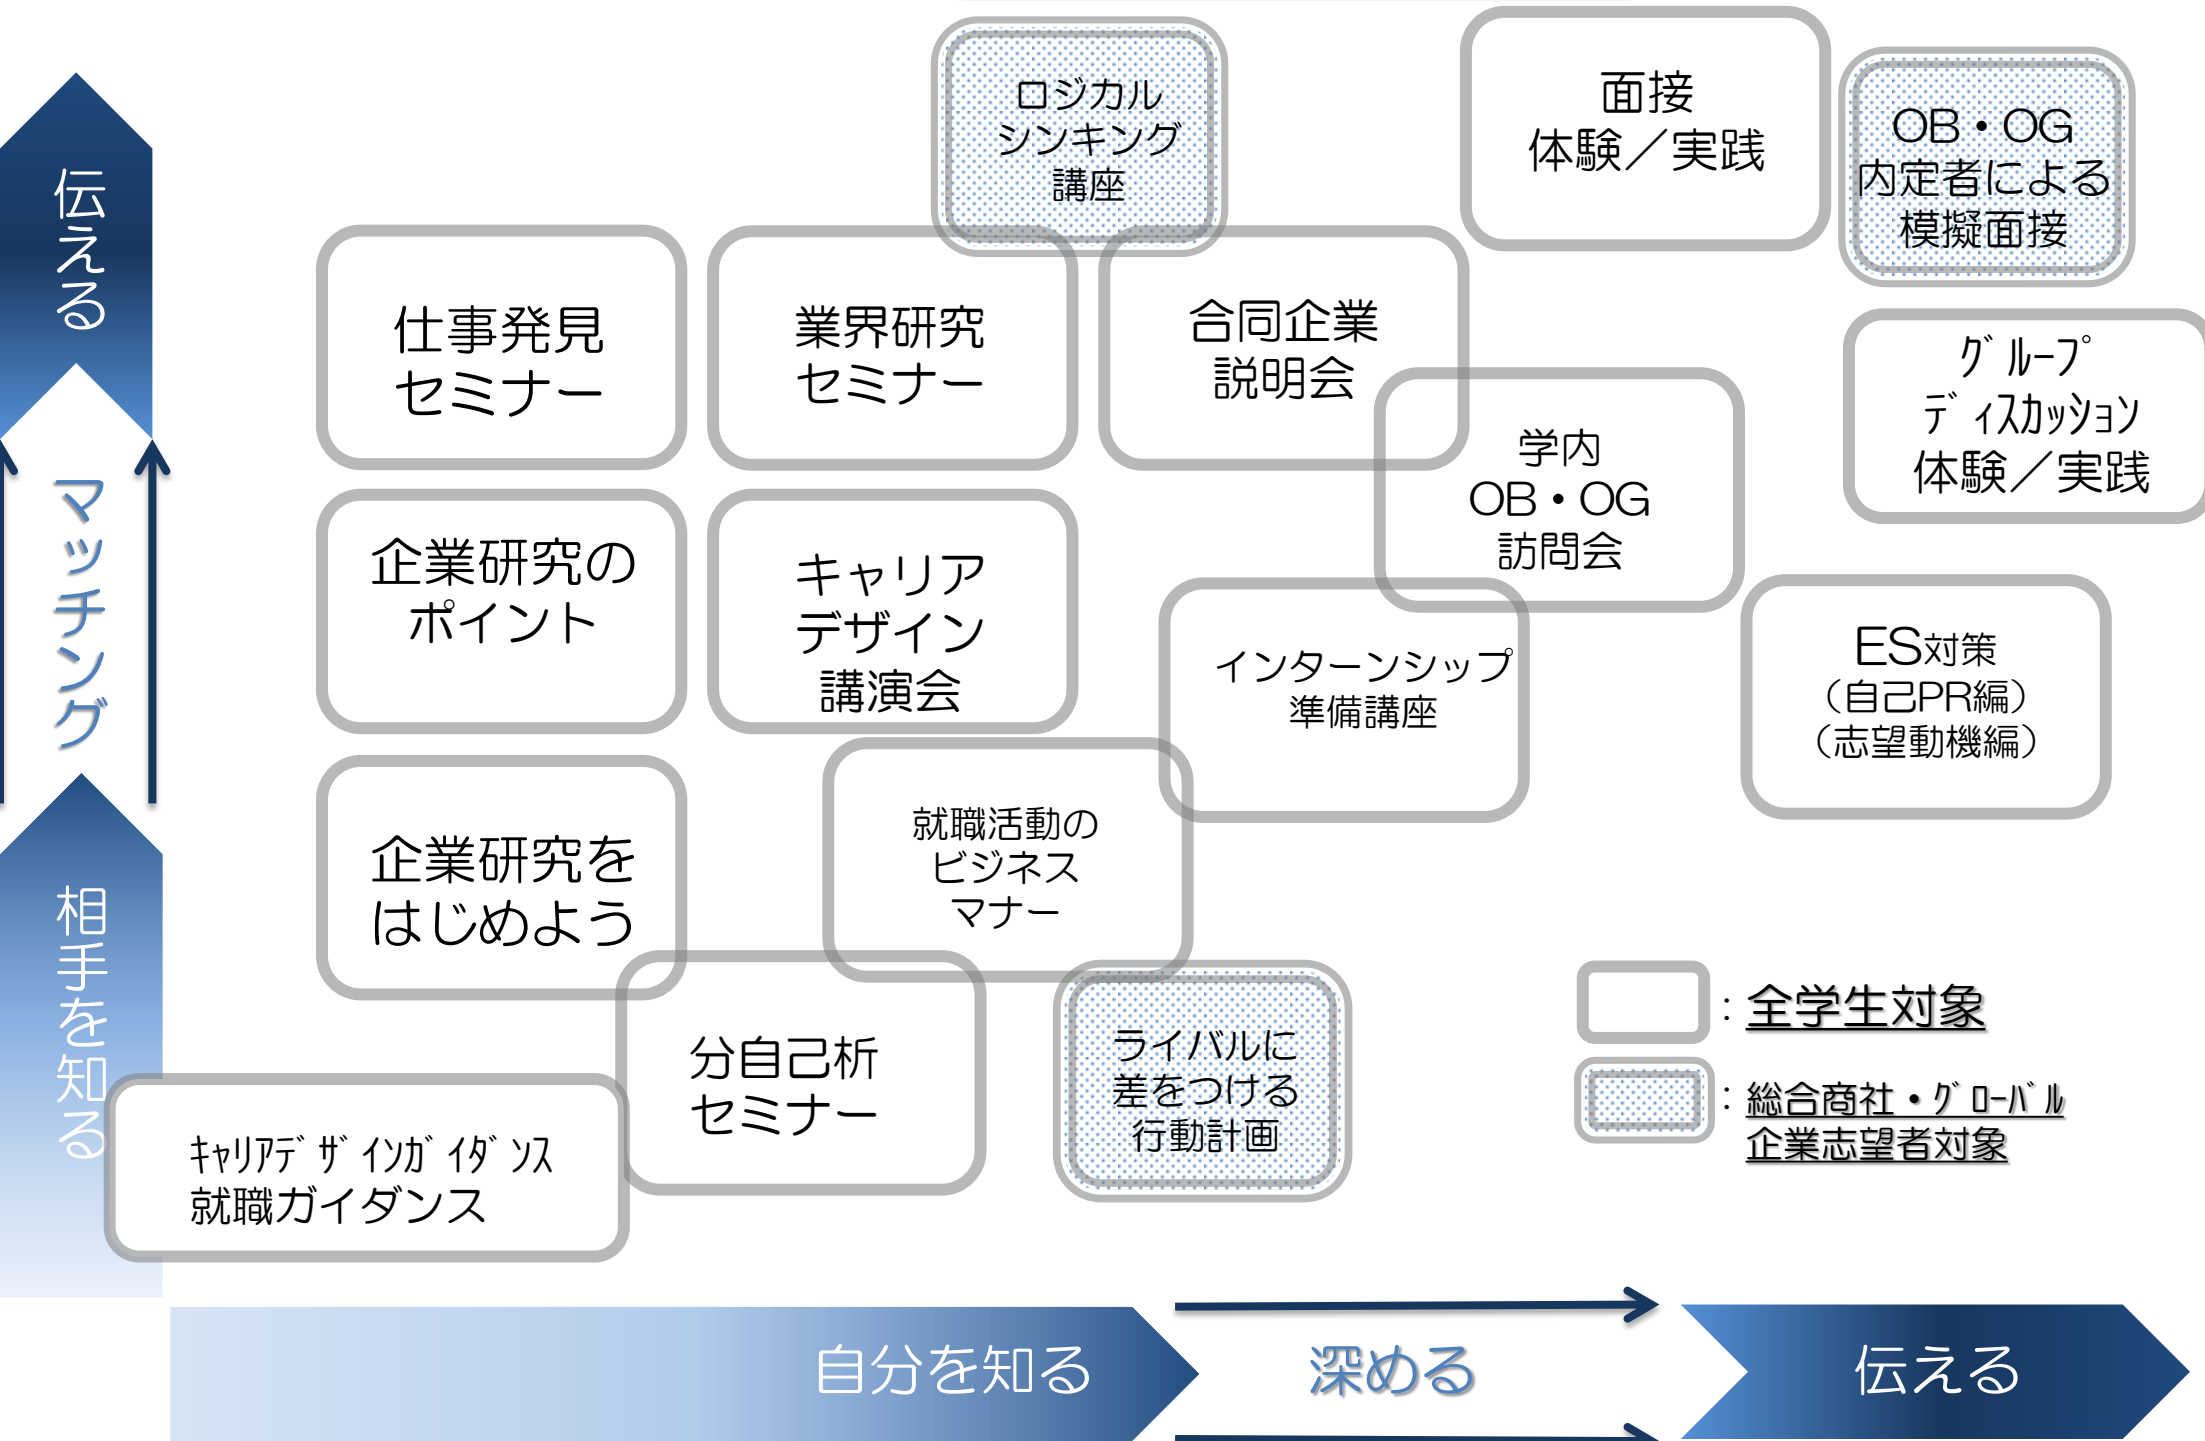 ロジカル
シンキング
講座
面接
体験／実践
OB・OG
内定者による
模擬面接
伝える
仕事発見
セミナー
業界研究
セミナー
合同企業
説明会
ｸﾞﾙｰﾌﾟ
ﾃﾞｨｽｶｯｼｮﾝ
体験／実践
学内
OB・OG
訪問会
マッチング
企業研究の
ポイント
キャリア
デザイン
講演会
インターンシップ
準備講座
ES対策
（自己PR編）
（志望動機編）
就職活動の
ビジネス
マナー
企業研究を
はじめよう
相手を知る
分自己析
セミナー
ライバルに
差をつける
行動計画
：全学生対象
：総合商社・ｸﾞﾛｰﾊﾞﾙ
企業志望者対象
ｷｬﾘｱﾃﾞｻﾞｲﾝｶﾞｲﾀﾞﾝｽ
就職ガイダンス
自分を知る
深める
伝える